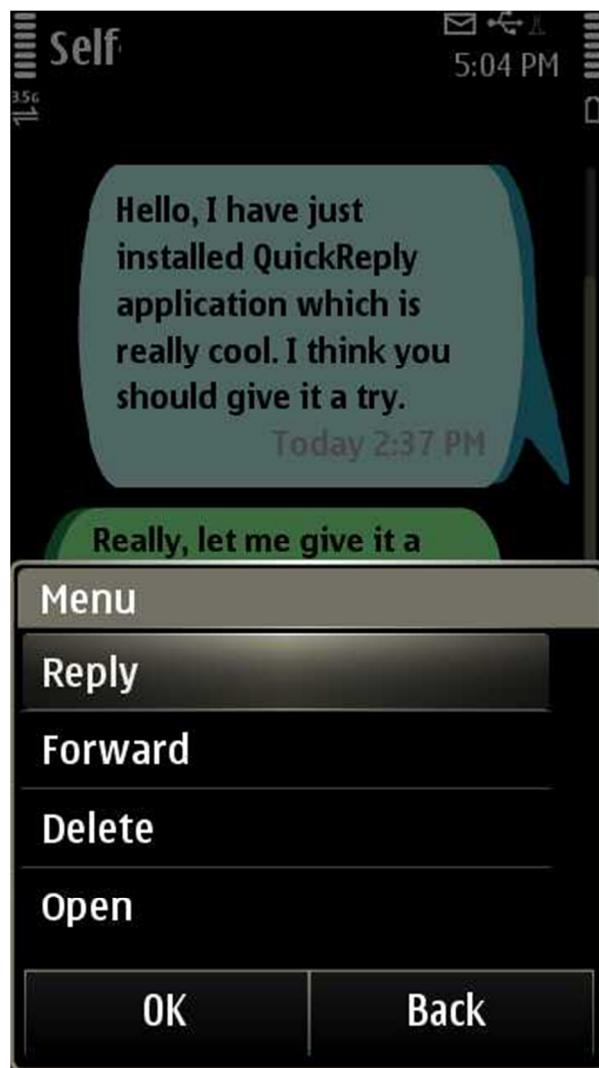 Self
5:04 PM
3.5G
Hello, I have just
installed QuickReply
application which is
really cool. I think you
should give it a try.
Today 2:37 PM
Really, let me give it a
Menu
Reply
Forward
Delete
Open
OK
Back